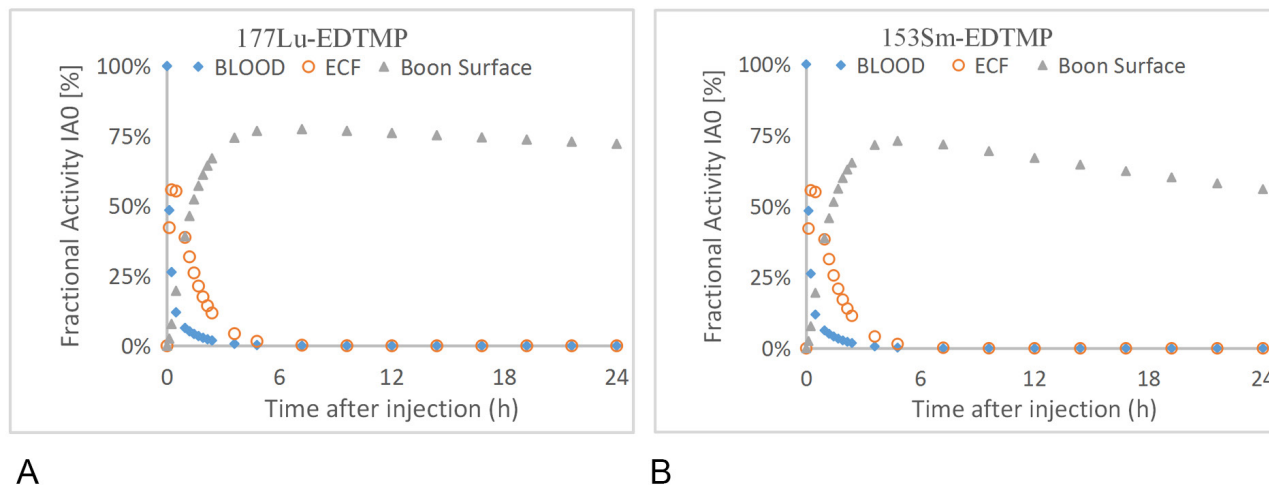 177Lu-EDTMP
BLOOD ECF Boon Surface
100%
75%
50%
25%
0%
Fractional Activity IA0 [%]
0 6 12 18 24
Time after injection (h)
A
153Sm-EDTMP
BLOOD ECF Boon Surface
100%
75%
50%
25%
0%
Fractional Activity IA0 [%]
0 6 12 18 24
Time after injection (h)
B